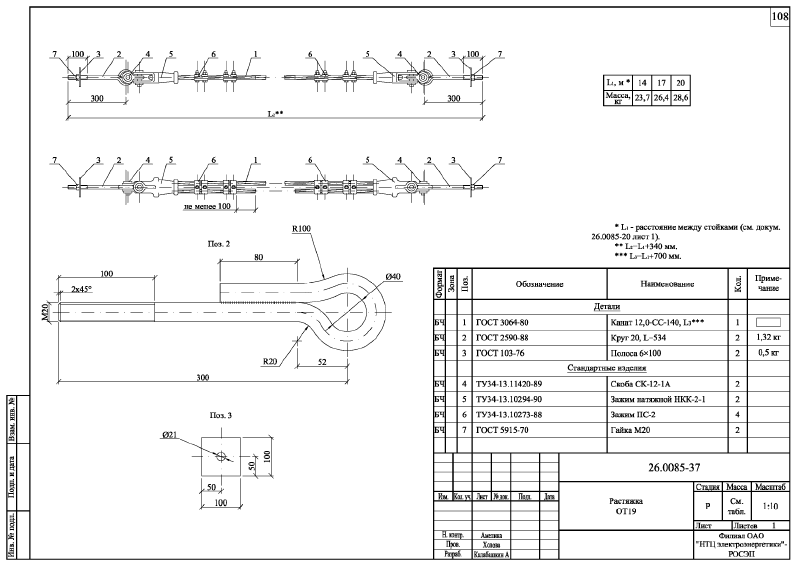 108
7 3 2 4 5 6 1 6 5 4 2 3 7
100 100
300 300
L₂**
L₁, м * 14 17 20
Масса, кг 23,7 26,4 28,6
7 3 2 4 5 6 1 6 5 4 2 3 7
не менее 100
* L₁ - расстояние между стойками (см. докум.
26.0085-20 лист 1).
** L₂=L₁+340 мм.
*** L₃=L₁+700 мм.
Поз. 2
R100
80
100
Ø40
2x45°
M20
R20
52
300
Поз. 3
Ø21
50
100
50
100
Формат Зона Поз. Обозначение Наименование Кол. Приме-
чание
Детали
БЧ 1 ГОСТ 3064-80 Канат 12,0-СС-140, L₃*** 1
БЧ 2 ГОСТ 2590-88 Круг 20, L=534 2 1,32 кг
БЧ 3 ГОСТ 103-76 Полоса 6×100 2 0,5 кг
Стандартные изделия
БЧ 4 ТУ34-13.11420-89 Скоба СК-12-1А 2
БЧ 5 ТУ34-13.10294-90 Зажим натяжной НКК-2-1 2
БЧ 6 ТУ34-13.10273-88 Зажим ПС-2 4
БЧ 7 ГОСТ 5915-70 Гайка М20 2
26.0085-37
Изм. Кол. уч. Лист № док. Подп. Дата
Растяжка
ОТ19
Стадия Масса Масштаб
Р См.
табл. 1:10
Лист Листов 1
Н. контр.
Пров. Холова
Разраб.
Филиал ОАО
"НТЦ электроэнергетики"-
РОСЭП
Взам. инв. №
Подп. и дата
Инв. № подл.